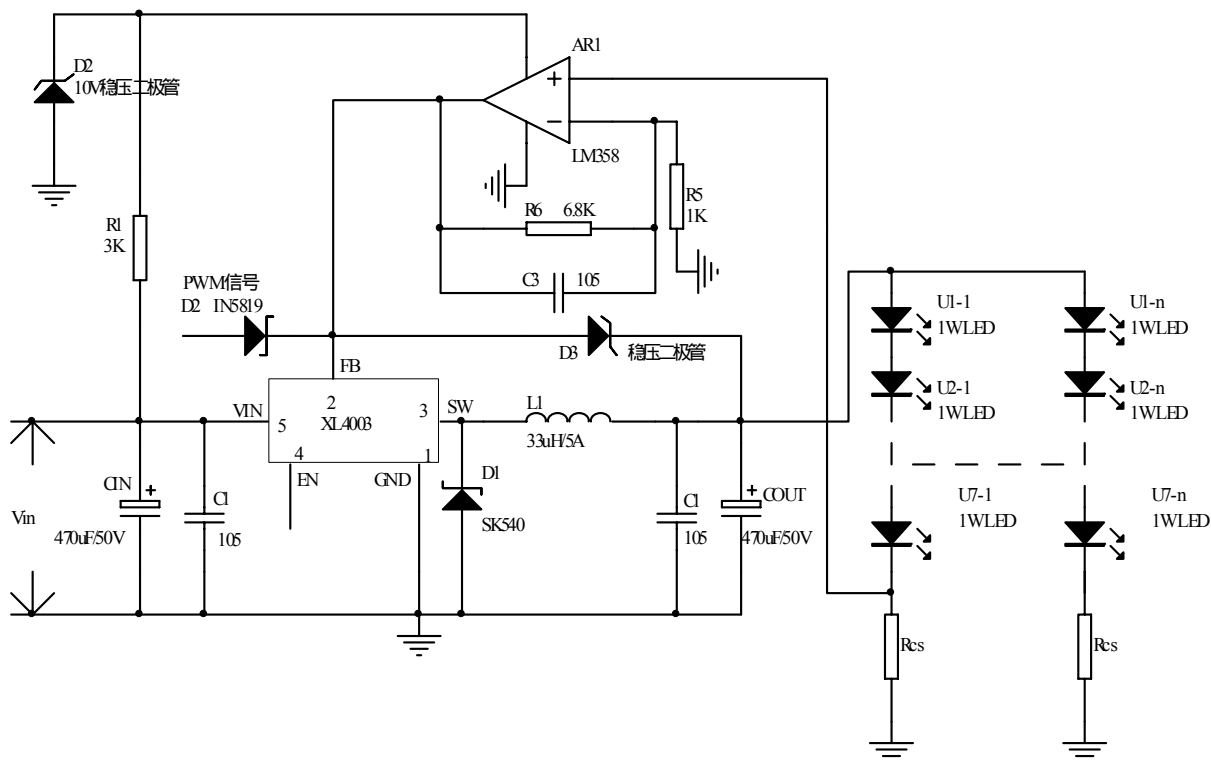 AR1
D2
10V稳压二极管
+
−
LM358
R5
1K
R6 6.8K
R1
3K
C3 105
PWM信号
D2 IN5819
U1-1
1WLED
U1-n
1WLED
D3 稳压二极管
FB
U2-1
1WLED
U2-n
1WLED
VIN
2
XL4003
5
3
4
1
SW
L1
33uH/5A
EN
GND
D1
SK540
CIN
+
470uF/50V
C1
105
Vin
C1
105
+
COUT
470uF/50V
U7-1
1WLED
U7-n
1WLED
Rcs
Rcs